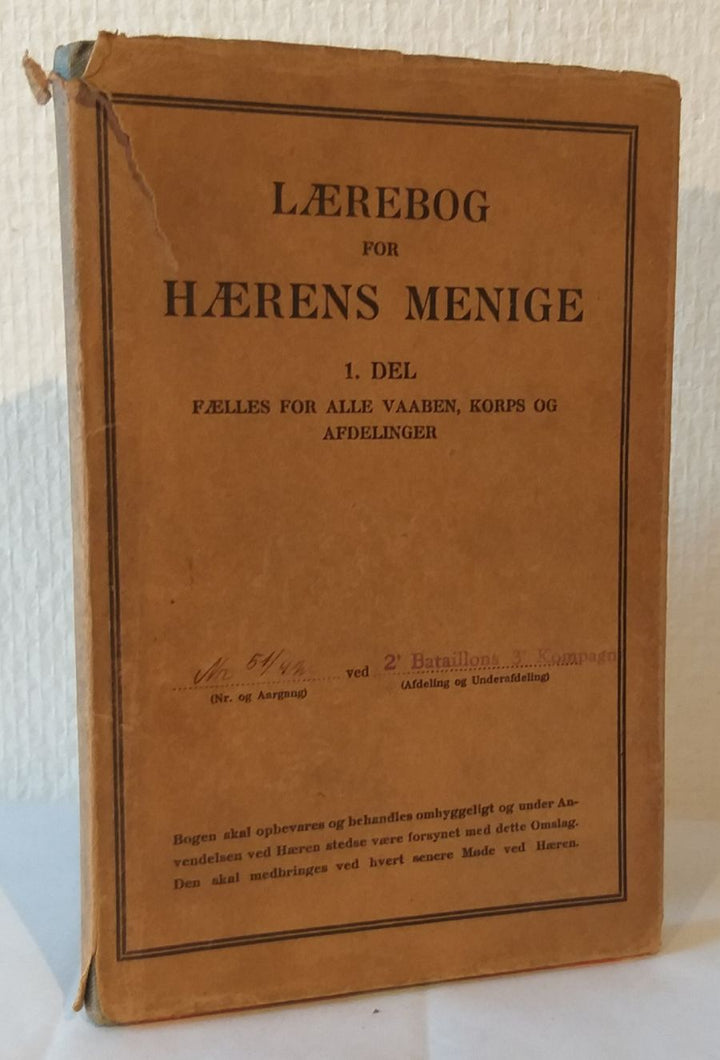 LÆREBOG
FOR
HÆRENS MENIGE
1. DEL
FÆLLES FOR ALLE VAABEN, KORPS OG
AFDELINGER
Nr 51/42 ved 2' Bataillons 3' Kompagn
(Nr. og Aargang) (Afdeling og Underafdeling)
Bogen skal opbevares og behandles omhyggeligt og under An-
vendelsen ved Hæren stedse være forsynet med dette Omslag.
Den skal medbringes ved hvert senere Møde ved Hæren.